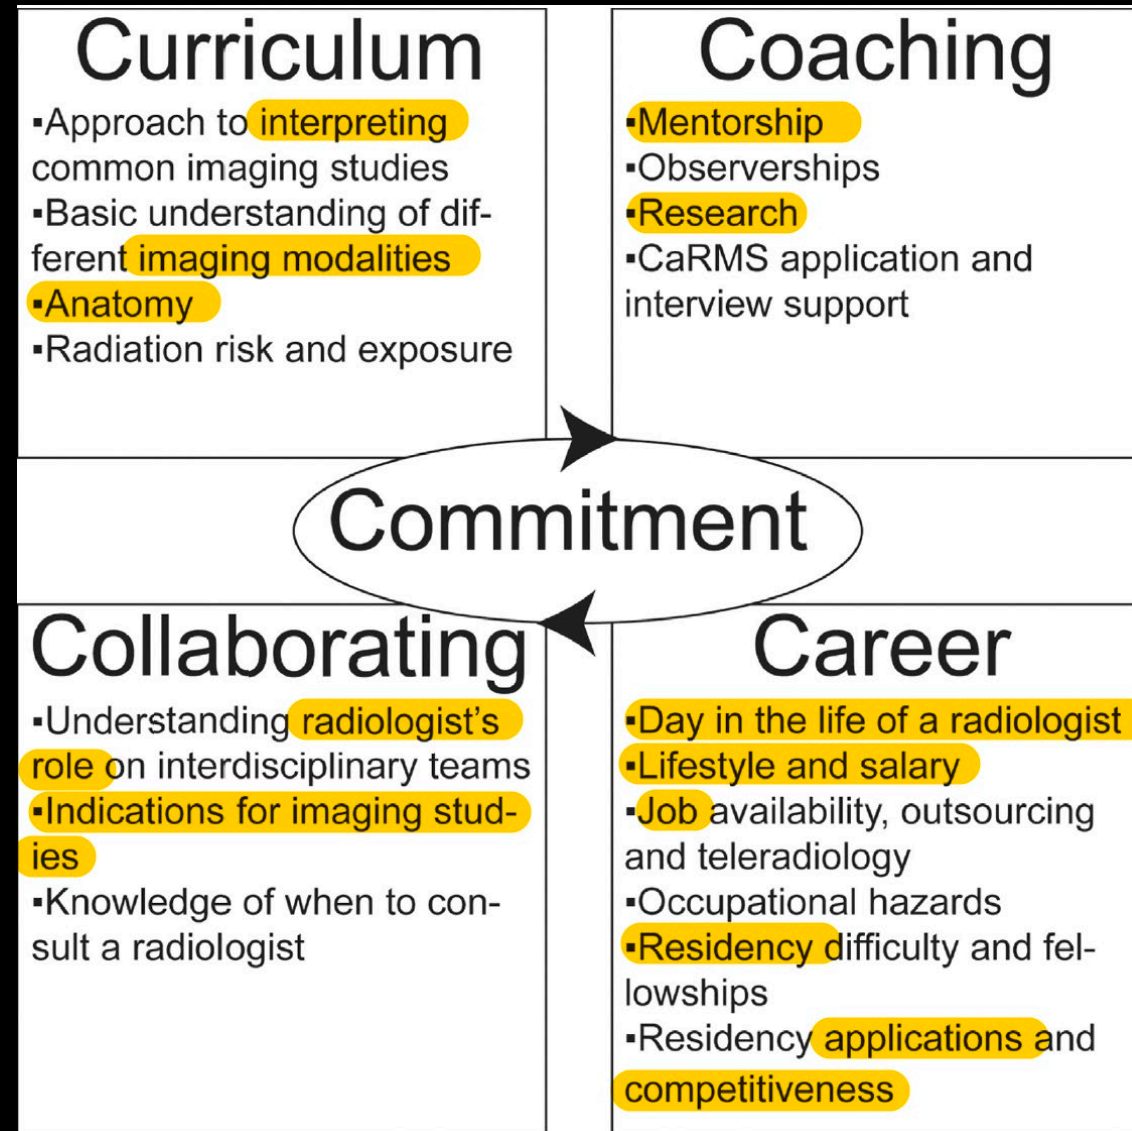 Curriculum
▪Approach to interpreting
common imaging studies
▪Basic understanding of dif-
ferent imaging modalities
▪Anatomy
▪Radiation risk and exposure
Coaching
▪Mentorship
▪Observerships
▪Research
▪CaRMS application and
interview support
Commitment
Collaborating
▪Understanding radiologist’s
role on interdisciplinary teams
▪Indications for imaging stud-
ies
▪Knowledge of when to con-
sult a radiologist
Career
▪Day in the life of a radiologist
▪Lifestyle and salary
▪Job availability, outsourcing
and teleradiology
▪Occupational hazards
▪Residency difficulty and fel-
lowships
▪Residency applications and
competitiveness